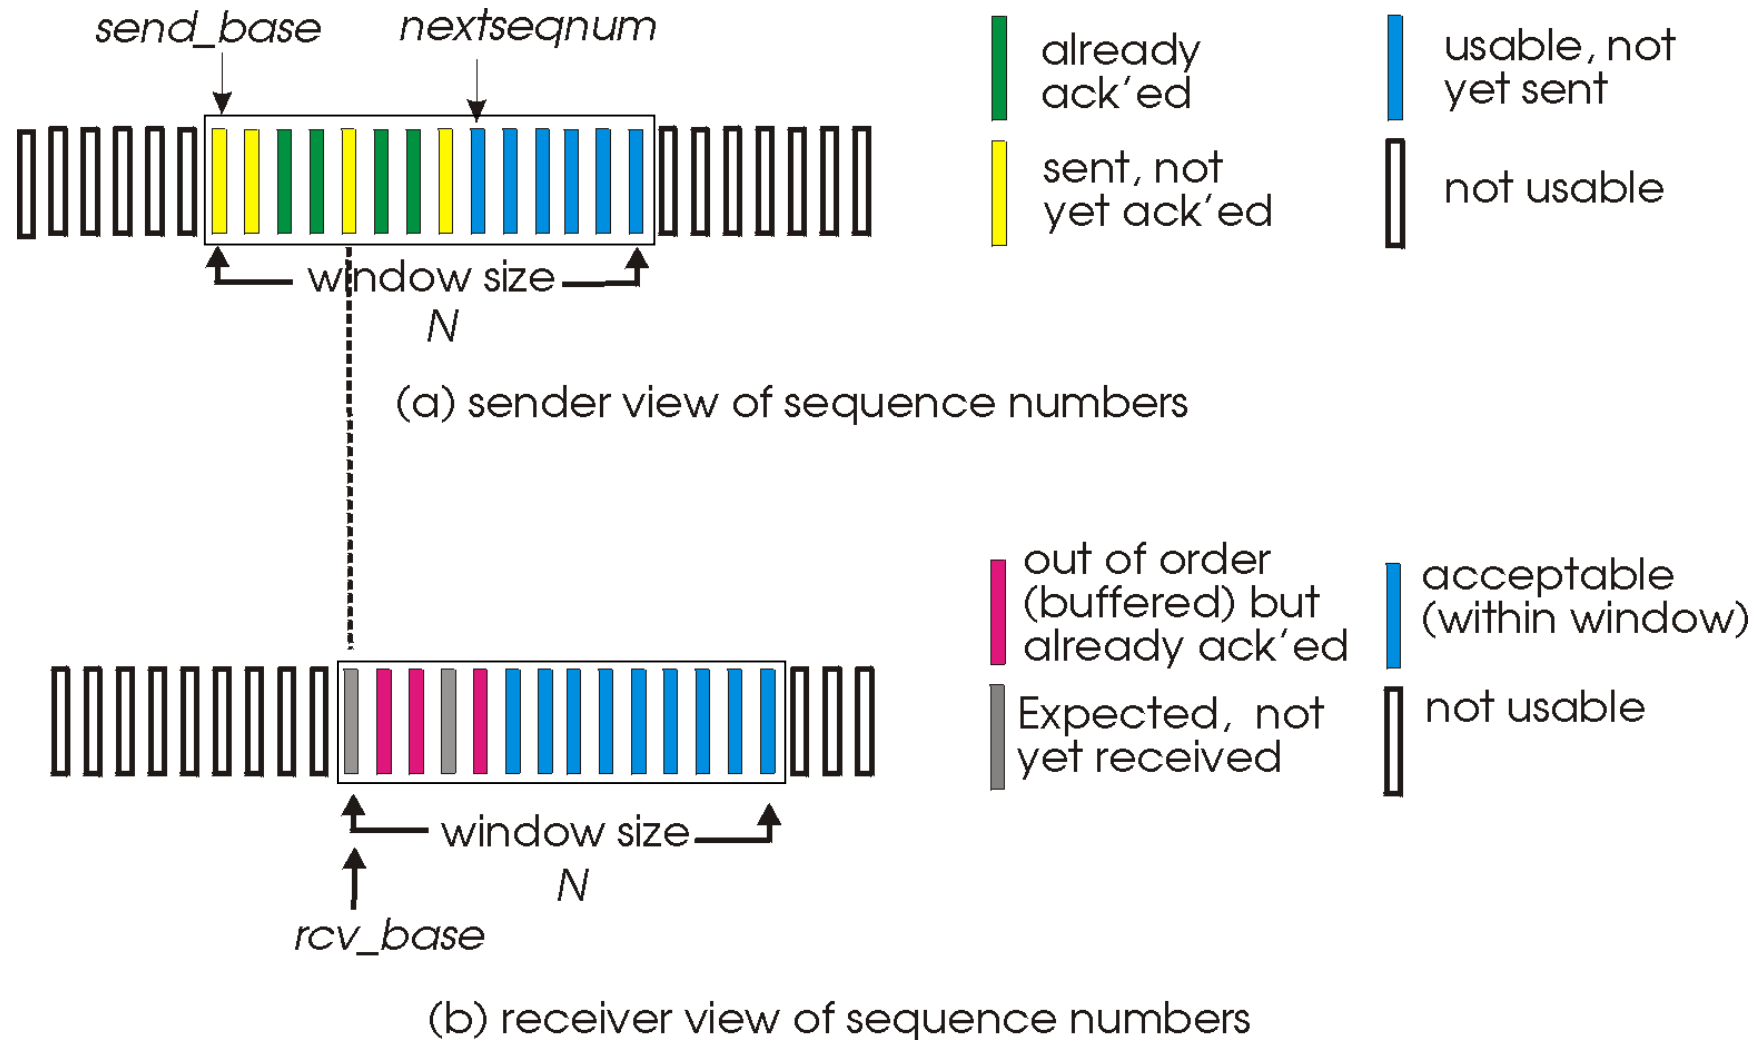 send_base
nextseqnum
already
ack'ed
usable, not
yet sent
sent, not
yet ack'ed
not usable
window size
N
(a) sender view of sequence numbers
out of order
(buffered) but
already ack'ed
acceptable
(within window)
Expected, not
yet received
not usable
window size
N
rcv_base
(b) receiver view of sequence numbers